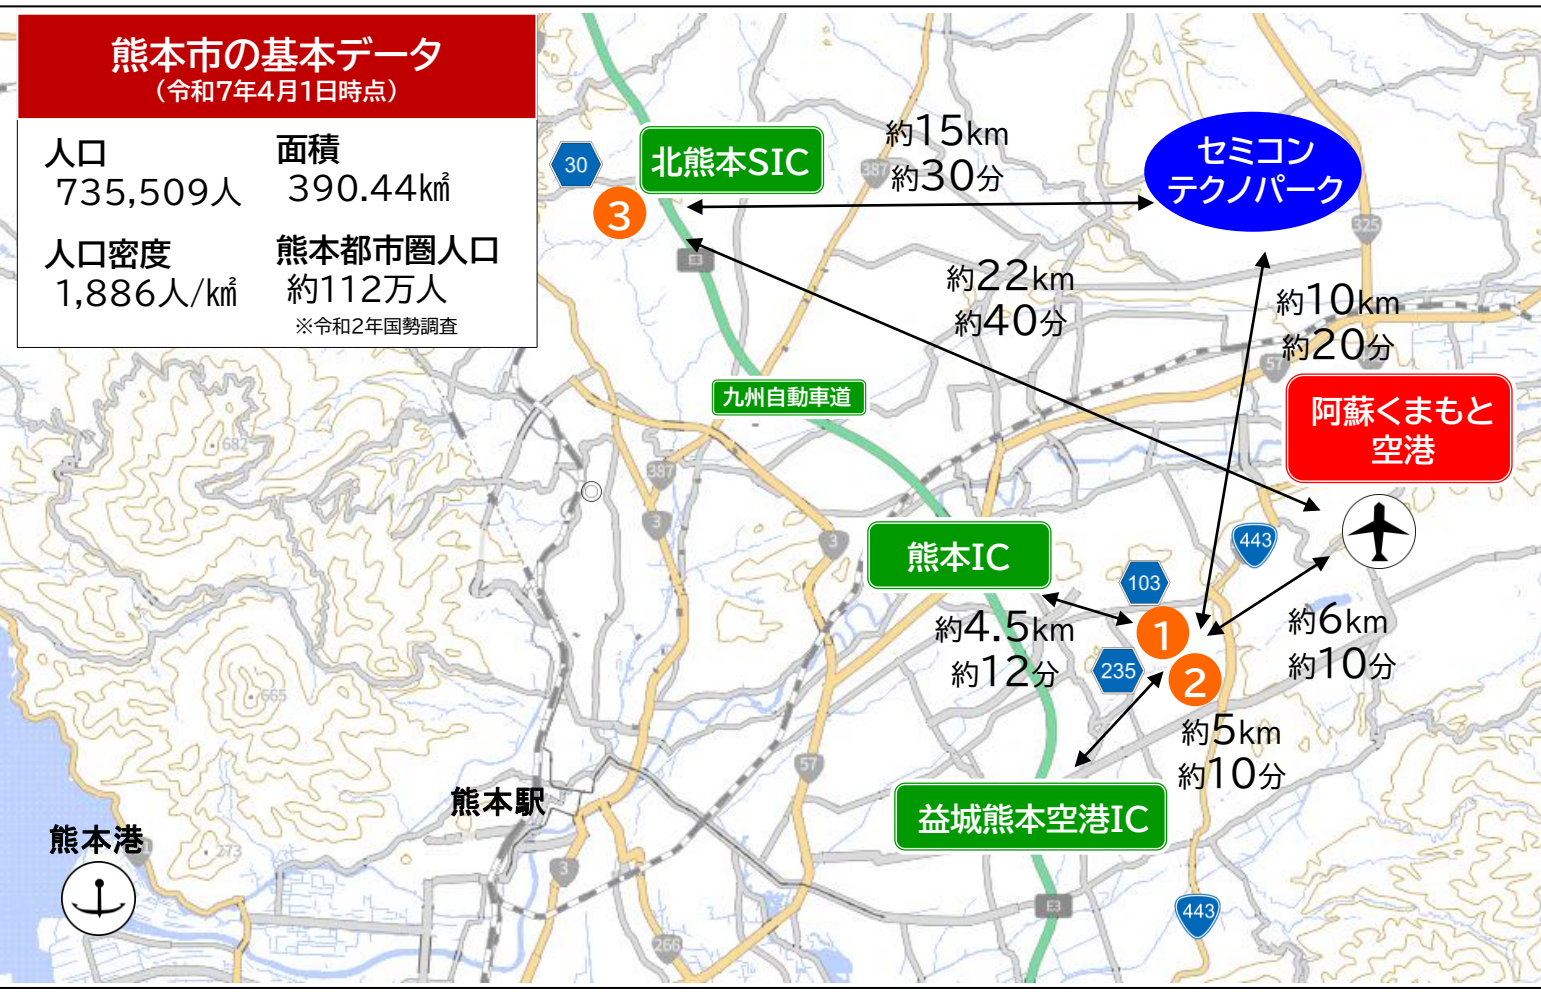 熊本市の基本データ
（令和7年4月1日時点）
人口
735,509人
面積
390.44㎢
人口密度
1,886人/㎢
熊本都市圏人口
約112万人
※令和2年国勢調査
30
北熊本SIC
3
約15km
約30分
387
セミコン
テクノパーク
325
E3
約22km
約40分
約10km
約20分
57
九州自動車道
阿蘇くまもと
空港
682
387
3
3
熊本IC
443
103
約4.5km
約12分
1
235
2
約6km
約10分
665
約5km
約10分
57
熊本駅
益城熊本空港IC
熊本港
273
3
E3
443
266